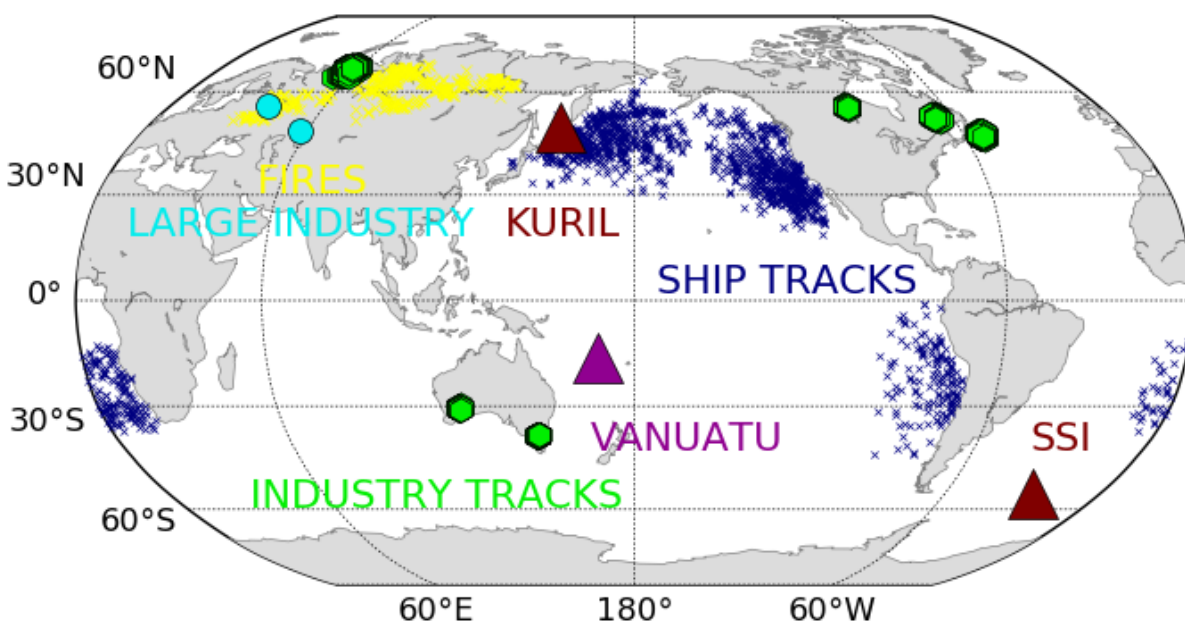 60°N
30°N
FIRES
LARGE INDUSTRY
KURIL
SHIP TRACKS
0°
30°S
VANUATU
SSI
INDUSTRY TRACKS
60°S
60°E
180°
60°W